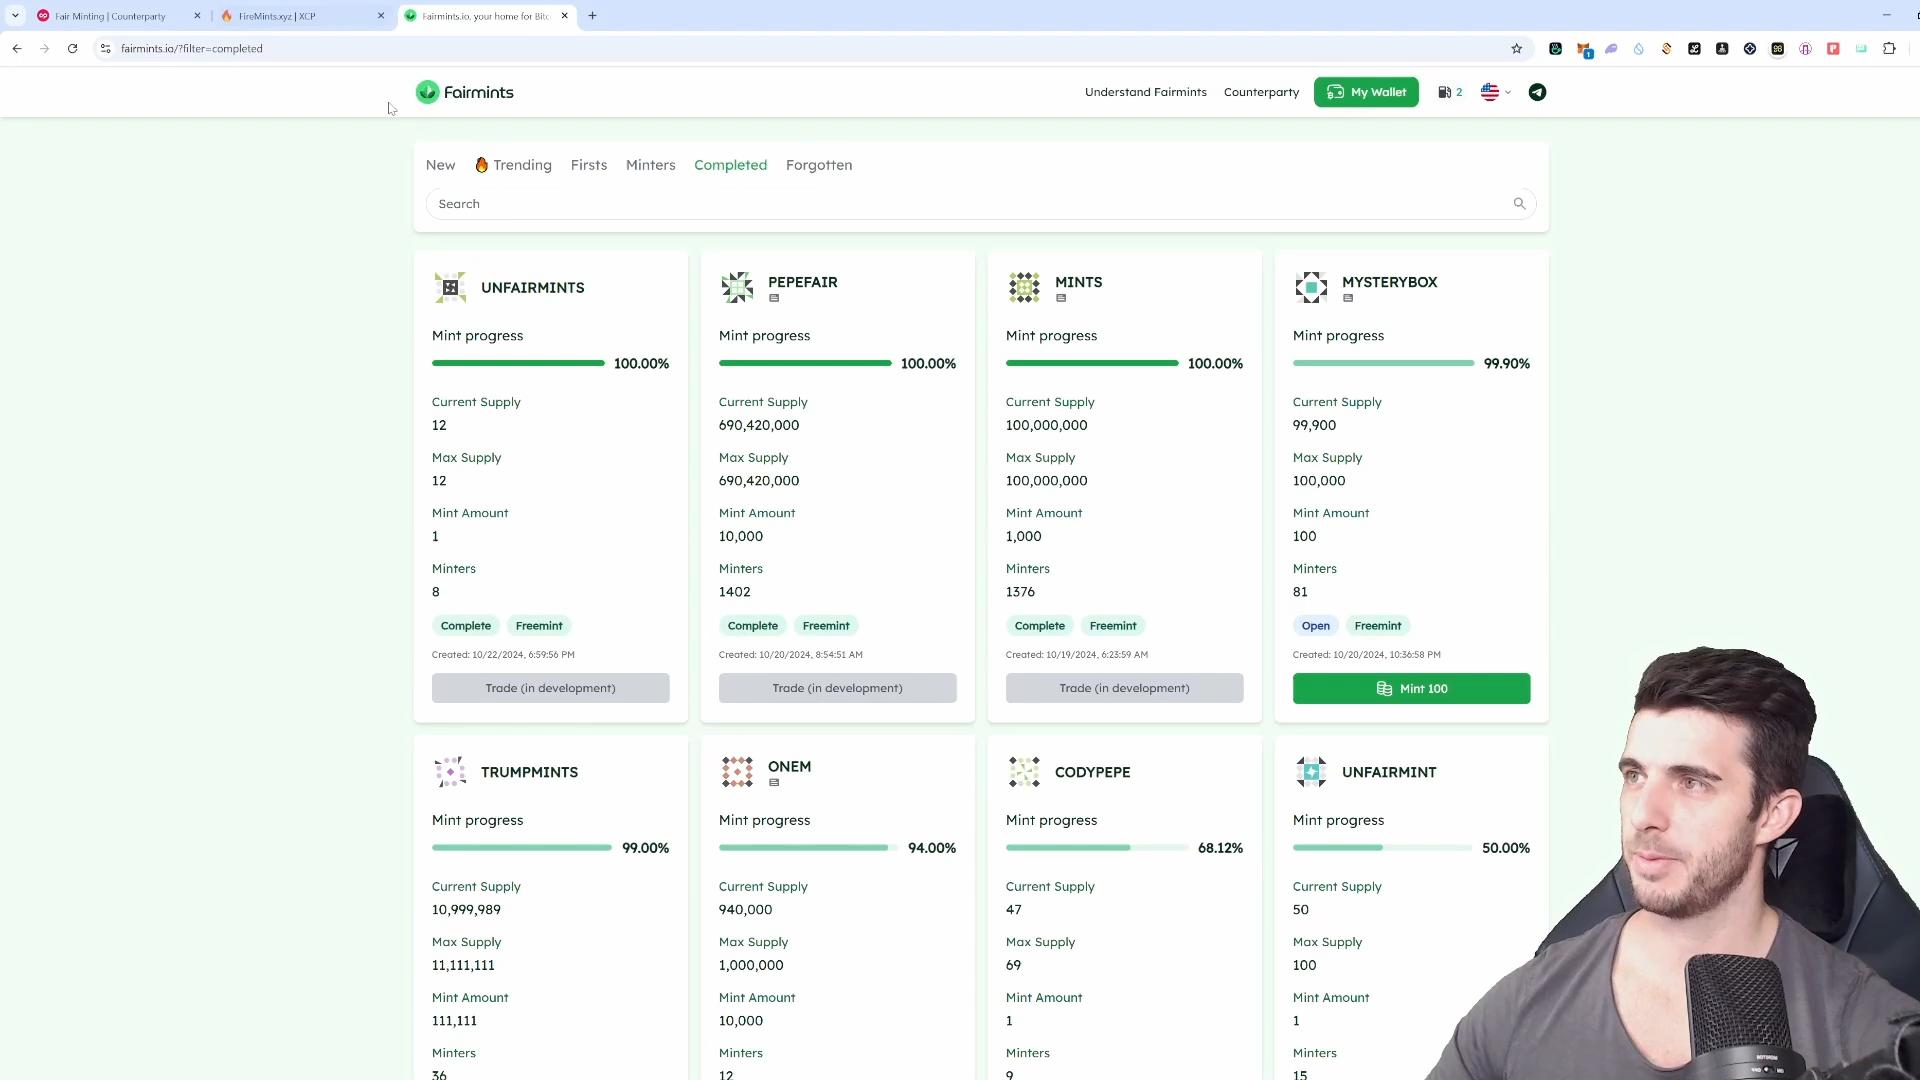 Fair Minting | Counterparty
FireMints.xyz | XCP
Fairmints.io, your home for Bitc
fairmints.io/?filter=completed
Fairmints
Understand Fairmints
Counterparty
My Wallet
2
New
Trending
Firsts
Minters
Completed
Forgotten
Search
UNFAIRMINTS
Mint progress
100.00%
Current Supply
12
Max Supply
12
Mint Amount
1
Minters
8
Complete
Freemint
Created: 10/22/2024, 6:59:56 PM
Trade (in development)
PEPEFAIR
Mint progress
100.00%
Current Supply
690,420,000
Max Supply
690,420,000
Mint Amount
10,000
Minters
1402
Complete
Freemint
Created: 10/20/2024, 8:54:51 AM
Trade (in development)
MINTS
Mint progress
100.00%
Current Supply
100,000,000
Max Supply
100,000,000
Mint Amount
1,000
Minters
1376
Complete
Freemint
Created: 10/19/2024, 6:23:59 AM
Trade (in development)
MYSTERYBOX
Mint progress
99.90%
Current Supply
99,900
Max Supply
100,000
Mint Amount
100
Minters
81
Open
Freemint
Created: 10/20/2024, 10:36:58 PM
Mint 100
TRUMPMINTS
Mint progress
99.00%
Current Supply
10,999,989
Max Supply
11,111,111
Mint Amount
111,111
Minters
36
ONEM
Mint progress
94.00%
Current Supply
940,000
Max Supply
1,000,000
Mint Amount
10,000
Minters
12
CODYPEPE
Mint progress
68.12%
Current Supply
47
Max Supply
69
Mint Amount
1
Minters
9
UNFAIRMINT
Mint progress
50.00%
Current Supply
50
Max Supply
100
Mint Amount
1
Minters
15